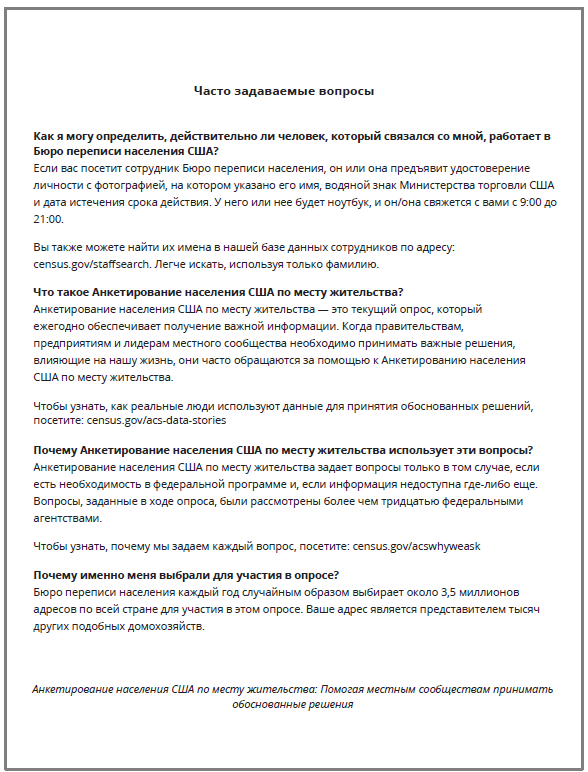 Часто задаваемые вопросы
Как я могу определить, действительно ли человек, который связался со мной, работает в
Бюро переписи населения США?
Если вас посетит сотрудник Бюро переписи населения, он или она предъявит удостоверение
личности с фотографией, на котором указано его имя, водяной знак Министерства торговли США
и дата истечения срока действия. У него или нее будет ноутбук, и он/она свяжется с вами с 9:00 до
21:00.
Вы также можете найти их имена в нашей базе данных сотрудников по адресу:
census.gov/staffsearch. Легче искать, используя только фамилию.
Что такое Анкетирование населения США по месту жительства?
Анкетирование населения США по месту жительства — это текущий опрос, который
ежегодно обеспечивает получение важной информации. Когда правительствам,
предприятиям и лидерам местного сообщества необходимо принимать важные решения,
влияющие на нашу жизнь, они часто обращаются за помощью к Анкетированию населения
США по месту жительства.
Чтобы узнать, как реальные люди используют данные для принятия обоснованных решений,
посетите: census.gov/acs-data-stories
Почему Анкетирование населения США по месту жительства использует эти вопросы?
Анкетирование населения США по месту жительства задает вопросы только в том случае, если
есть необходимость в федеральной программе и, если информация недоступна где-либо еще.
Вопросы, заданные в ходе опроса, были рассмотрены более чем тридцатью федеральными
агентствами.
Чтобы узнать, почему мы задаем каждый вопрос, посетите: census.gov/acswhyweask
Почему именно меня выбрали для участия в опросе?
Бюро переписи населения каждый год случайным образом выбирает около 3,5 миллионов
адресов по всей стране для участия в этом опросе. Ваше адрес является представителем тысяч
других подобных домохозяйств.
Анкетирование населения США по месту жительства: Помогая местным сообществам принимать
обоснованные решения